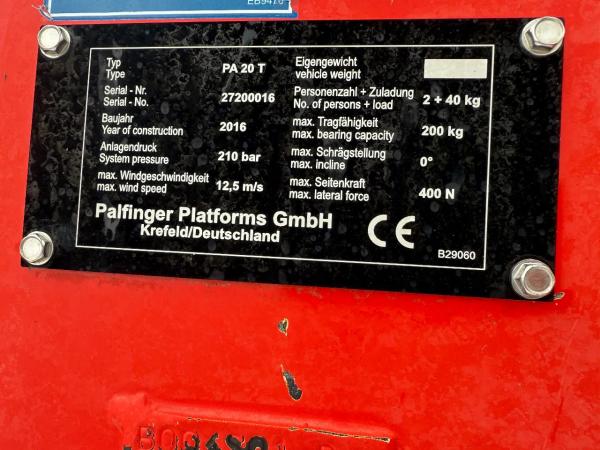 Typ
Type
PA 20 T
Serial - Nr.
Serial - No.
27200016
Baujahr
Year of construction
2016
Anlagendruck
System pressure
210 bar
max. Windgeschwindigkeit
max. wind speed
12,5 m/s
Eigengewicht
vehicle weight
Personenzahl + Zuladung
No. of persons + load
2 + 40 kg
max. Tragfähigkeit
max. bearing capacity
200 kg
max. Schrägstellung
max. incline
0°
max. Seitenkraft
max. lateral force
400 N
Palfinger Platforms GmbH
Krefeld/Deutschland
CE
B29060